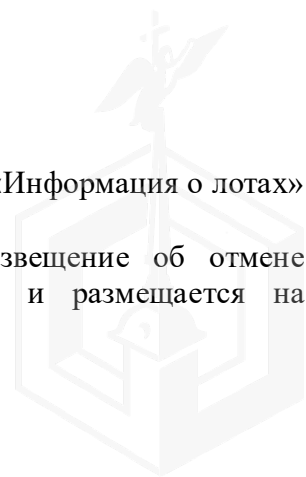 «Информация о лотах»
звещение об отмене
и размещается на